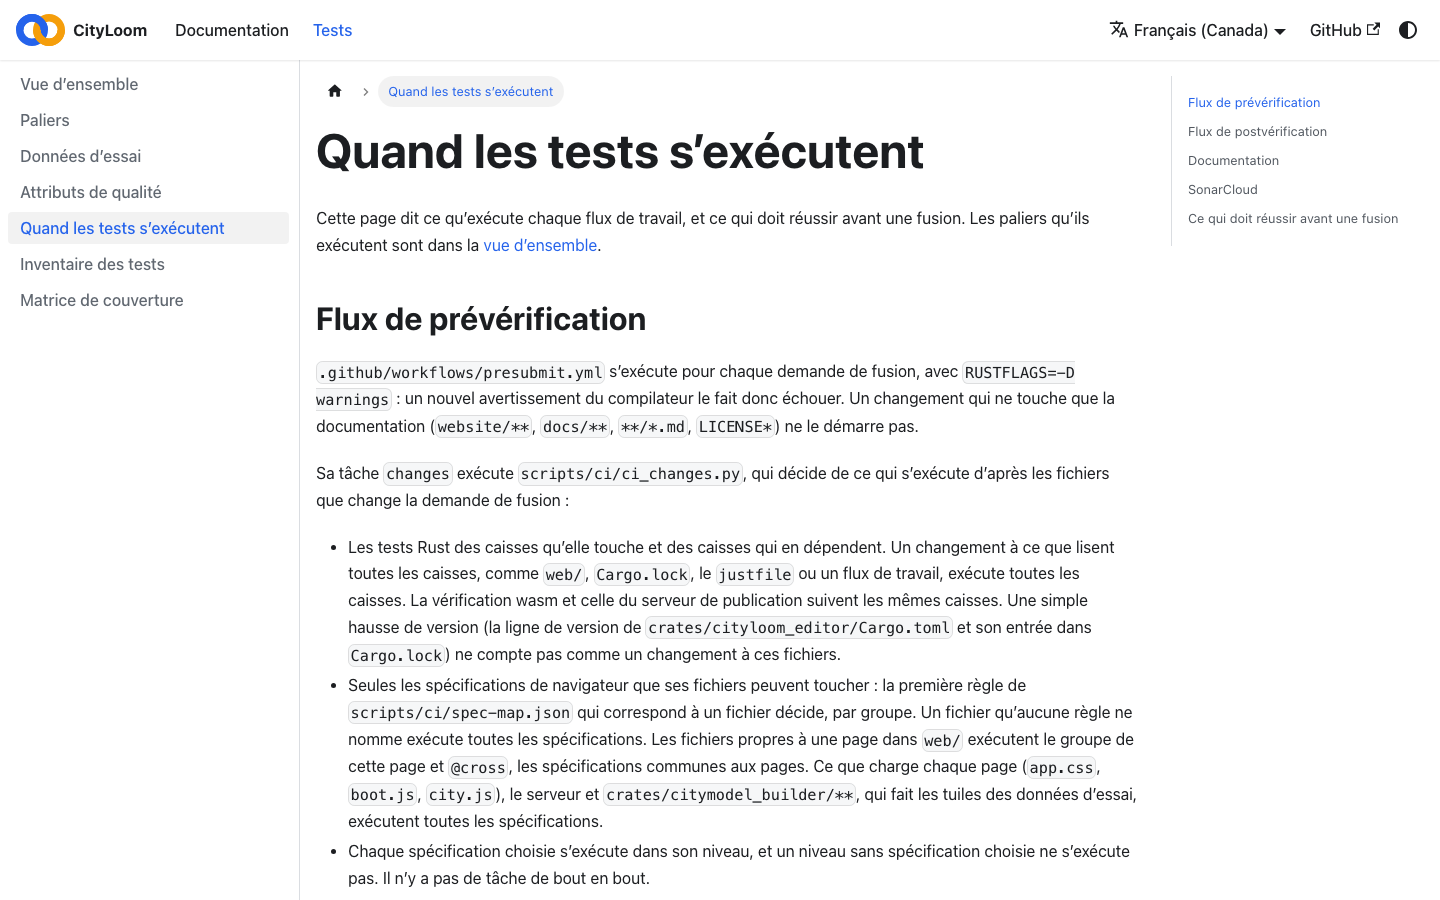 CityLoom
Documentation
Tests
Français (Canada)
GitHub
Vue d’ensemble
Paliers
Données d’essai
Attributs de qualité
Quand les tests s’exécutent
Inventaire des tests
Matrice de couverture
Quand les tests s’exécutent
Quand les tests s’exécutent
Cette page dit ce qu’exécute chaque flux de travail, et ce qui doit réussir avant une fusion. Les paliers qu’ils
exécutent sont dans la vue d’ensemble.
Flux de prévérification
.github/workflows/presubmit.yml s’exécute pour chaque demande de fusion, avec RUSTFLAGS=-D
warnings : un nouvel avertissement du compilateur le fait donc échouer. Un changement qui ne touche que la
documentation (website/**, docs/**, **/*.md, LICENSE*) ne le démarre pas.
Sa tâche changes exécute scripts/ci/ci_changes.py, qui décide de ce qui s’exécute d’après les fichiers
que change la demande de fusion :
• Les tests Rust des caisses qu’elle touche et des caisses qui en dépendent. Un changement à ce que lisent
toutes les caisses, comme web/, Cargo.lock, le justfile ou un flux de travail, exécute toutes les
caisses. La vérification wasm et celle du serveur de publication suivent les mêmes caisses. Une simple
hausse de version (la ligne de version de crates/cityloom_editor/Cargo.toml et son entrée dans
Cargo.lock) ne compte pas comme un changement à ces fichiers.
• Seules les spécifications de navigateur que ses fichiers peuvent toucher : la première règle de
scripts/ci/spec-map.json qui correspond à un fichier décide, par groupe. Un fichier qu’aucune règle ne
nomme exécute toutes les spécifications. Les fichiers propres à une page dans web/ exécutent le groupe de
cette page et @cross, les spécifications communes aux pages. Ce que charge chaque page (app.css,
boot.js, city.js), le serveur et crates/citymodel_builder/**, qui fait les tuiles des données d’essai,
exécutent toutes les spécifications.
• Chaque spécification choisie s’exécute dans son niveau, et un niveau sans spécification choisie ne s’exécute
pas. Il n’y a pas de tâche de bout en bout.
Flux de prévérification
Flux de postvérification
Documentation
SonarCloud
Ce qui doit réussir avant une fusion